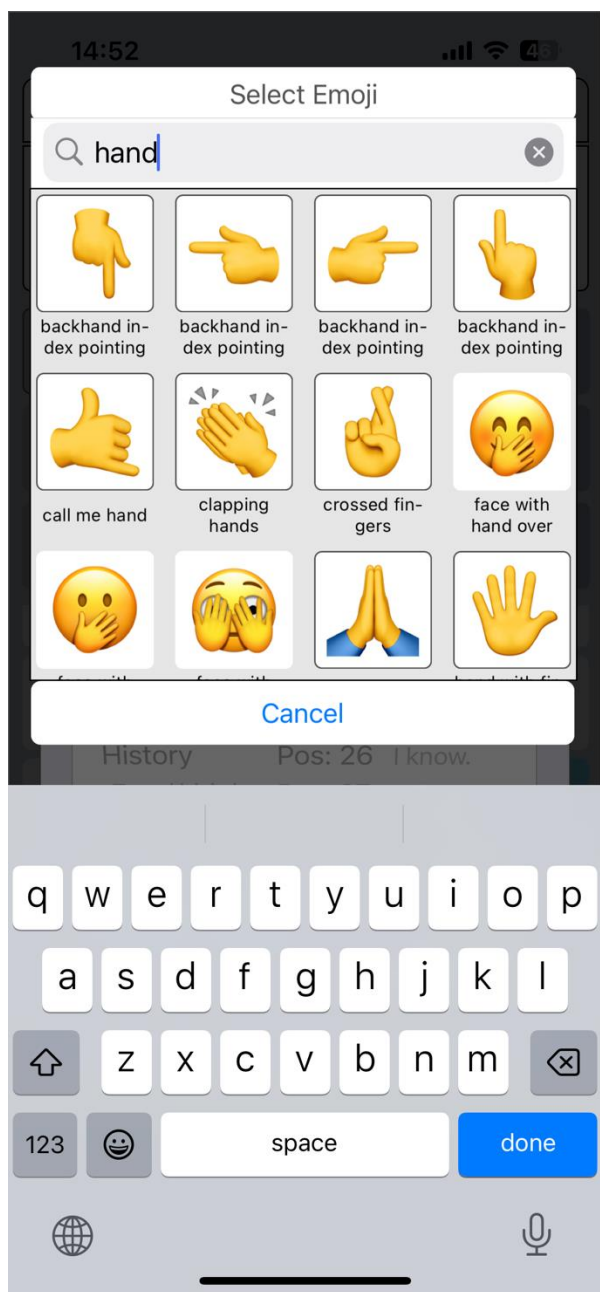 14:52
46
Select Emoji
hand
backhand in-
dex pointing
backhand in-
dex pointing
backhand in-
dex pointing
backhand in-
dex pointing
call me hand
clapping
hands
crossed fin-
gers
face with
hand over
Cancel
History Pos: 26 I know.
q w e r t y u i o p
a s d f g h j k l
z x c v b n m
123 space done